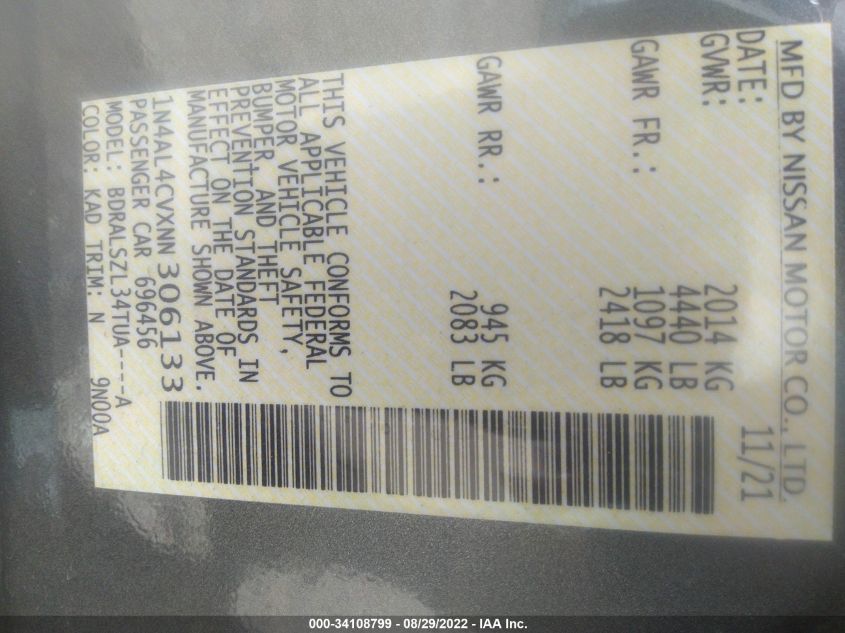 MFD BY NISSAN MOTOR CO., LTD.
DATE: 11/21
GVWR: 2014 KG
4440 LB
GAWR FR.: 1097 KG
2418 LB
GAWR RR.: 945 KG
2083 LB
THIS VEHICLE CONFORMS TO
ALL APPLICABLE FEDERAL
MOTOR VEHICLE SAFETY,
BUMPER, AND THEFT
PREVENTION STANDARDS IN
EFFECT ON THE DATE OF
MANUFACTURE SHOWN ABOVE.
1N4AL4CVXNN306133
PASSENGER CAR 696456
MODEL: BDRALSZL34TUA----A
COLOR: KAD TRIM: N 9N00A
000-34108799 - 08/29/2022 - IAA Inc.